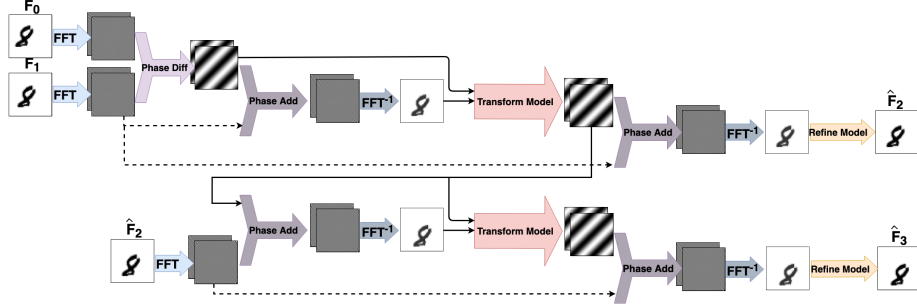 F₀
FFT
F₁
FFT
Phase Diff
Phase Add
FFT⁻¹
Transform Model
Phase Add
FFT⁻¹
Refine Model
F̂₂
F̂₂
FFT
Phase Add
FFT⁻¹
Transform Model
Phase Add
FFT⁻¹
Refine Model
F̂₃